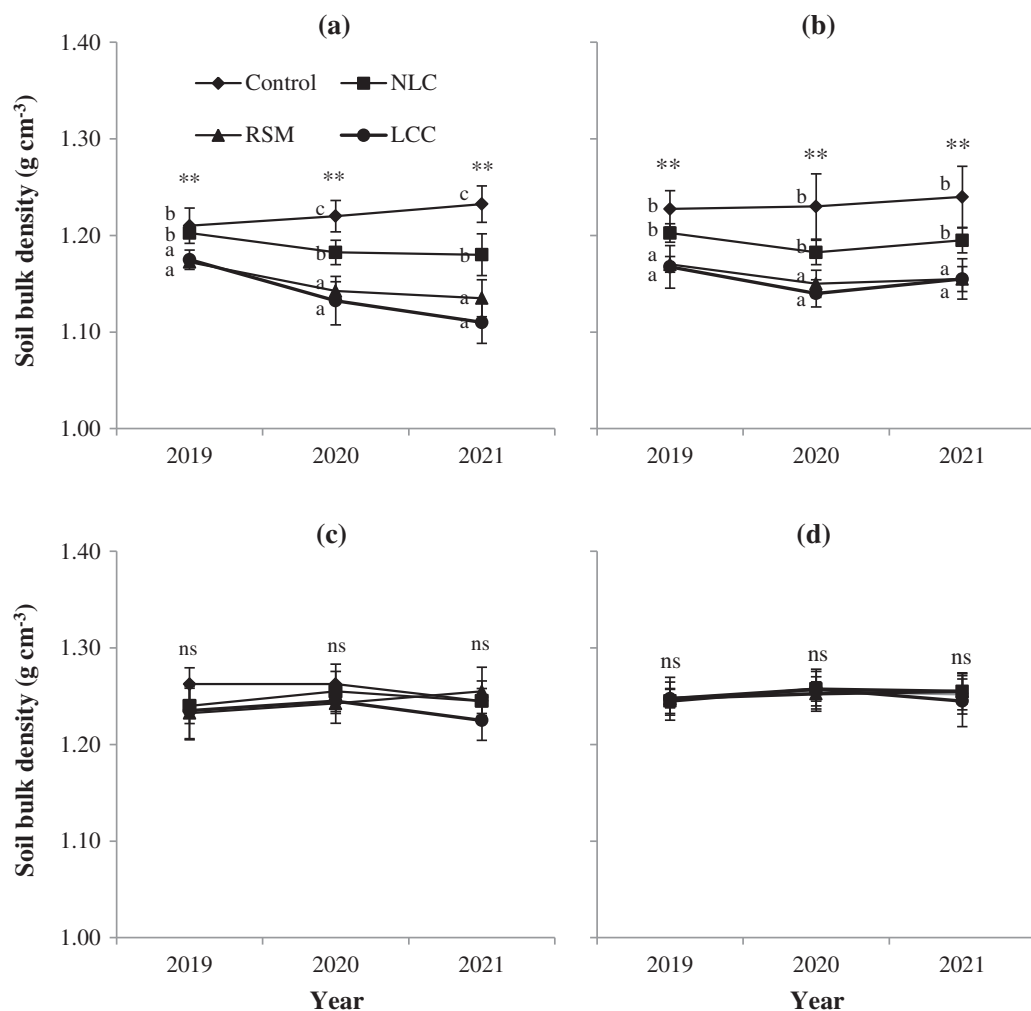 (a)
(b)
Soil bulk density (g cm-3)
1.40
1.30
1.20
1.10
1.00
Control
NLC
RSM
LCC
**
**
**
b
b
a
a
c
b
a
a
c
b
a
a
2019
2020
2021
**
**
**
b
b
a
a
b
b
a
a
b
b
a
a
2019
2020
2021
(c)
(d)
Soil bulk density (g cm-3)
1.40
1.30
1.20
1.10
1.00
ns
ns
ns
2019
2020
2021
Year
ns
ns
ns
2019
2020
2021
Year